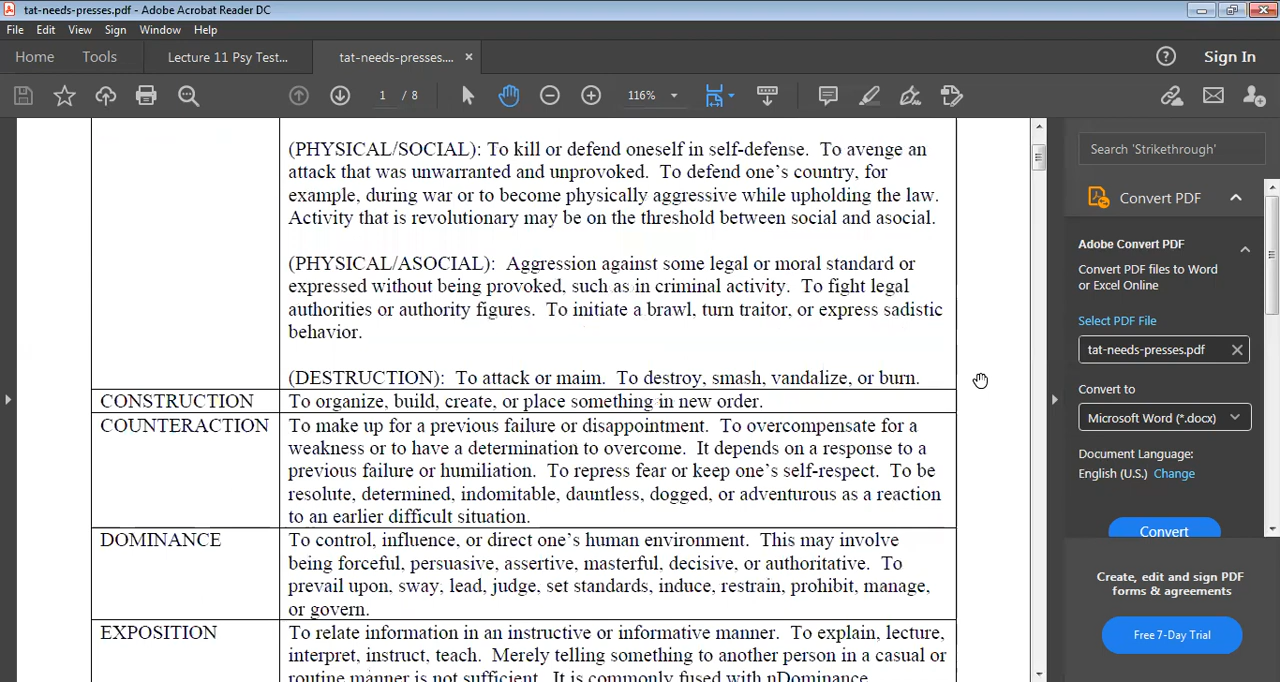 tat-needs-presses.pdf - Adobe Acrobat Reader DC
File Edit View Sign Window Help
Home Tools Lecture 11 Psy Test... tat-needs-presses.... × Sign In
1 / 8 116%
(PHYSICAL/SOCIAL): To kill or defend oneself in self-defense. To avenge an
attack that was unwarranted and unprovoked. To defend one's country, for
example, during war or to become physically aggressive while upholding the law.
Activity that is revolutionary may be on the threshold between social and asocial.
(PHYSICAL/ASOCIAL): Aggression against some legal or moral standard or
expressed without being provoked, such as in criminal activity. To fight legal
authorities or authority figures. To initiate a brawl, turn traitor, or express sadistic
behavior.
(DESTRUCTION): To attack or maim. To destroy, smash, vandalize, or burn.
CONSTRUCTION To organize, build, create, or place something in new order.
COUNTERACTION To make up for a previous failure or disappointment. To overcompensate for a
weakness or to have a determination to overcome. It depends on a response to a
previous failure or humiliation. To repress fear or keep one's self-respect. To be
resolute, determined, indomitable, dauntless, dogged, or adventurous as a reaction
to an earlier difficult situation.
DOMINANCE To control, influence, or direct one's human environment. This may involve
being forceful, persuasive, assertive, masterful, decisive, or authoritative. To
prevail upon, sway, lead, judge, set standards, induce, restrain, prohibit, manage,
or govern.
EXPOSITION To relate information in an instructive or informative manner. To explain, lecture,
interpret, instruct, teach. Merely telling something to another person in a casual or
routine manner is not sufficient. It is commonly fused with nDominance.
Search 'Strikethrough'
Convert PDF
Adobe Convert PDF
Convert PDF files to Word
or Excel Online
Select PDF File
tat-needs-presses.pdf
Convert to
Microsoft Word (*.docx)
Document Language:
English (U.S.) Change
Convert
Create, edit and sign PDF
forms & agreements
Free 7-Day Trial